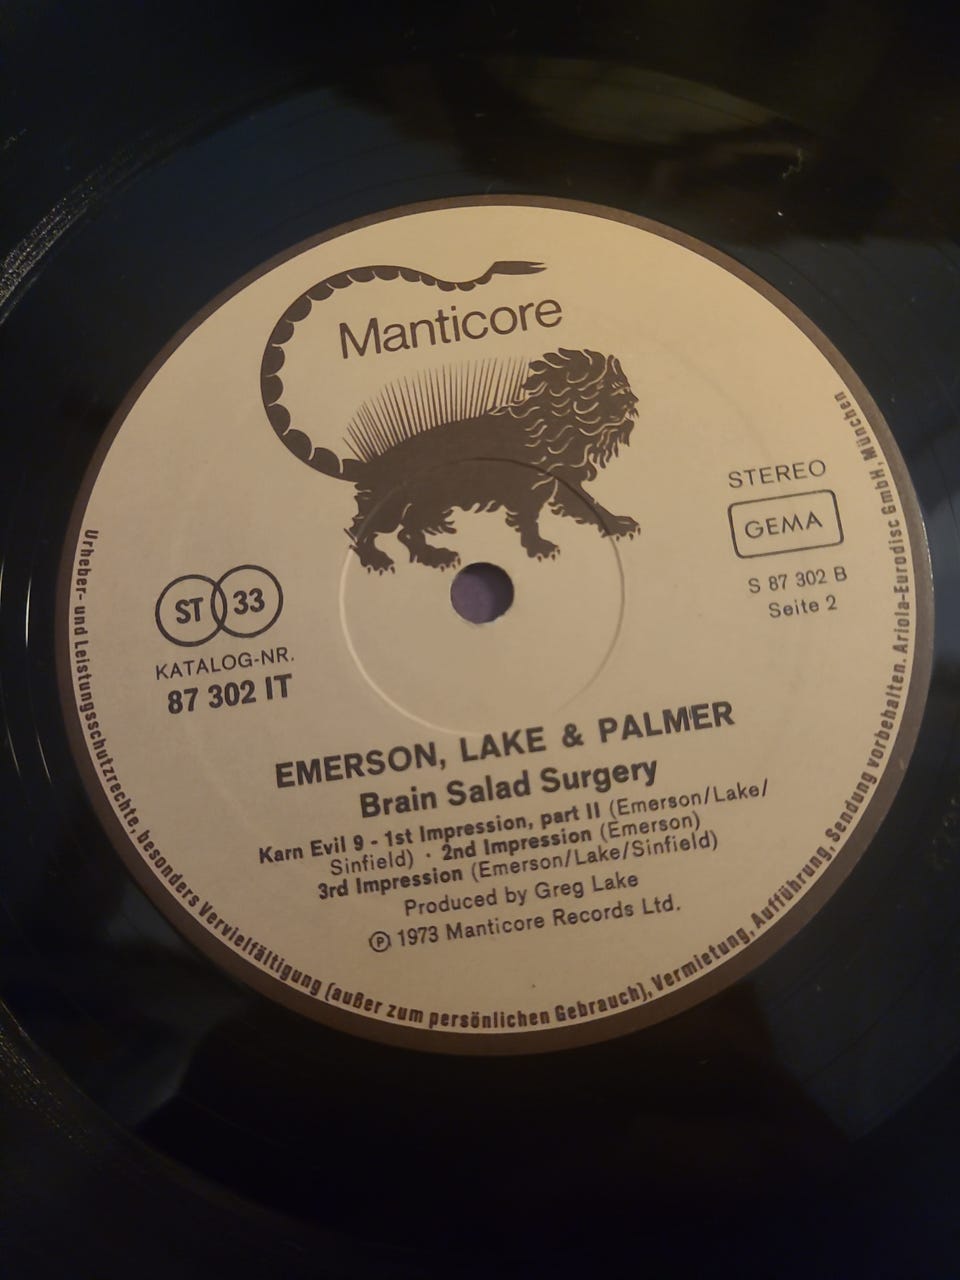 Manticore
STEREO
GEMA
S 87 302 B
Seite 2
ST 33
KATALOG-NR.
87 302 IT
EMERSON, LAKE & PALMER
Brain Salad Surgery
Karn Evil 9 - 1st Impression, part II (Emerson/Lake/
Sinfield) · 2nd Impression (Emerson)
3rd Impression (Emerson/Lake/Sinfield)
Produced by Greg Lake
Ⓟ 1973 Manticore Records Ltd.
Urheber- und Leistungsschutzrechte, besonders Vervielfältigung (außer zum persönlichen Gebrauch), Vermietung, Aufführung, Sendung vorbehalten. Ariola-Eurodisc GmbH, München